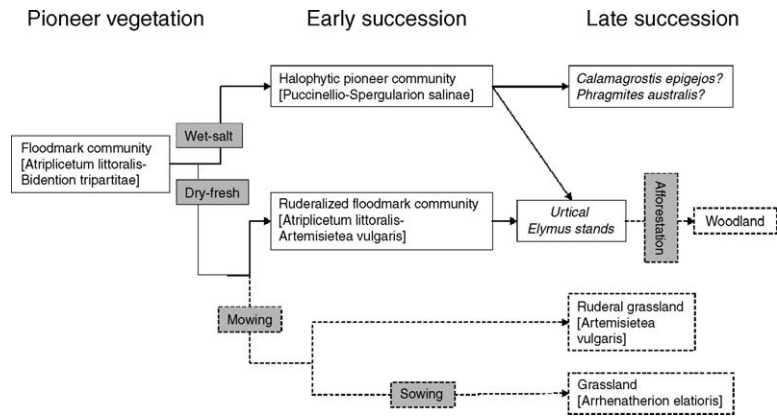 Pioneer vegetation
Early succession
Late succession
Halophytic pioneer community
[Puccinellio-Spergularion salinae]
Calamagrostis epigejos?
Phragmites australis?
Wet-salt
Floodmark community
[Atriplicetum littoralis-
Bidention tripartitae]
Dry-fresh
Ruderalized floodmark community
[Atriplicetum littoralis-
Artemisietea vulgaris]
Urtical
Elymus stands
Afforestation
Woodland
Mowing
Ruderal grassland
[Artemisietea
vulgaris]
Sowing
Grassland
[Arrhenatherion elatioris]